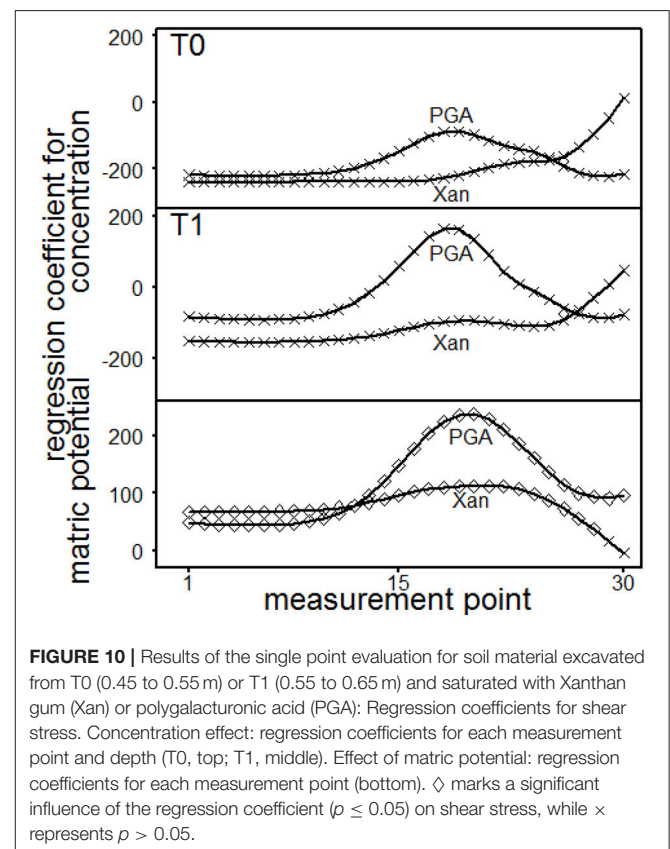 200
T0
0
PGA
-200
Xan
regression coefficient for
concentration
200
T1
0
PGA
-200
Xan
regression coefficient
matric potential
200
PGA
100
Xan
0
1
15
30
measurement point
FIGURE 10 | Results of the single point evaluation for soil material excavated
from T0 (0.45 to 0.55 m) or T1 (0.55 to 0.65 m) and saturated with Xanthan
gum (Xan) or polygalacturonic acid (PGA): Regression coefficients for shear
stress. Concentration effect: regression coefficients for each measurement
point and depth (T0, top; T1, middle). Effect of matric potential: regression
coefficients for each measurement point (bottom). ◇ marks a significant
influence of the regression coefficient (p ≤ 0.05) on shear stress, while ×
represents p > 0.05.